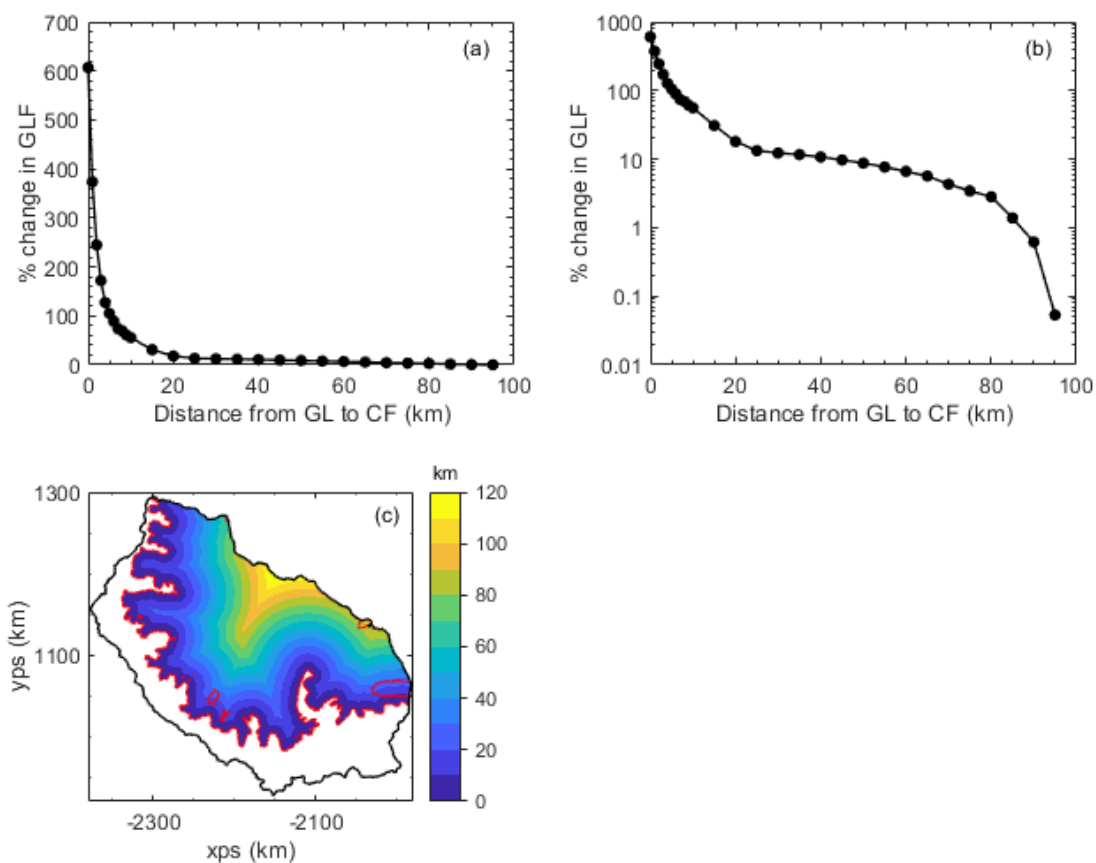 700
600
500
400
300
200
100
0
% change in GLF
(a)
0 20 40 60 80 100
Distance from GL to CF (km)
1000
100
10
1
0.1
0.01
% change in GLF
(b)
0 20 40 60 80 100
Distance from GL to CF (km)
1300
1100
yps (km)
(c)
-2300 -2100
xps (km)
km
120
100
80
60
40
20
0